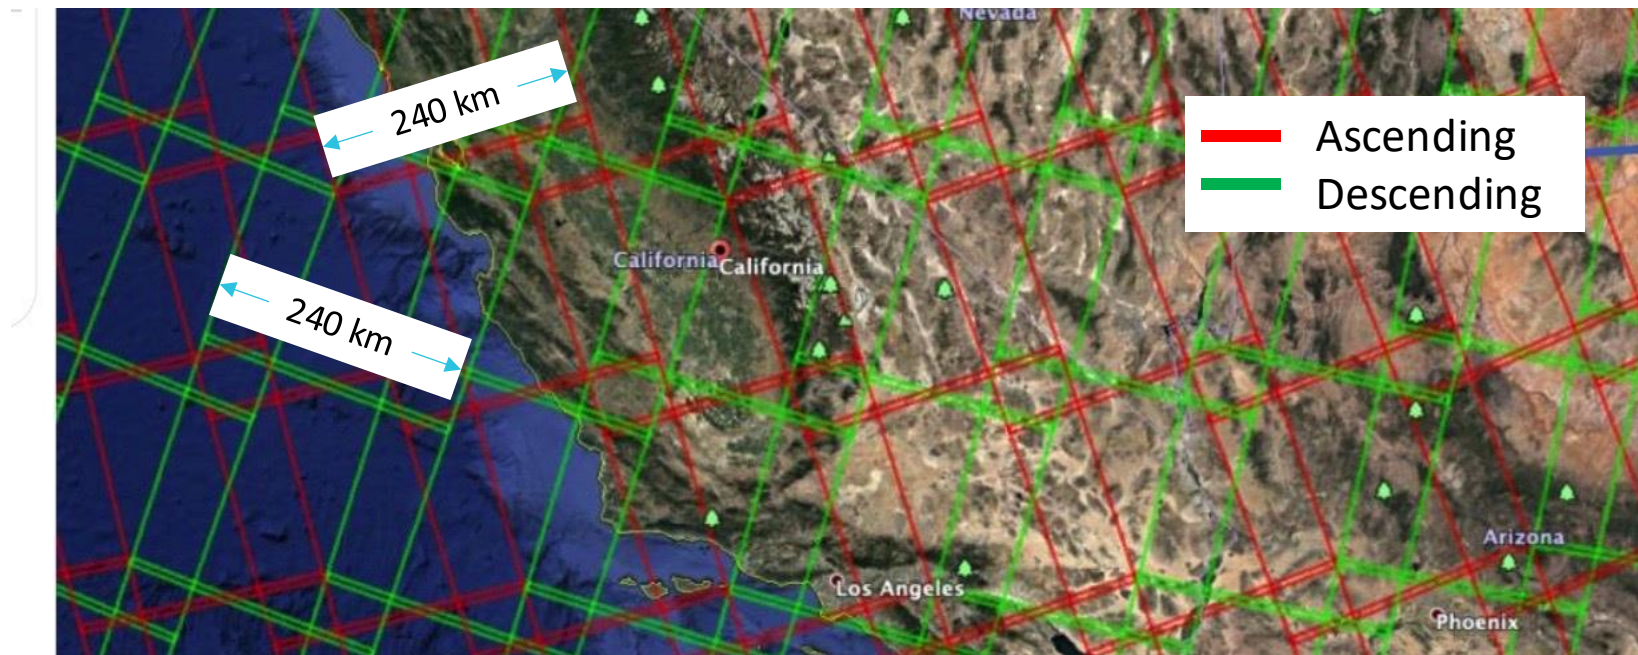 Nevada
240 km
Ascending
Descending
California
California
240 km
Arizona
Los Angeles
Phoenix